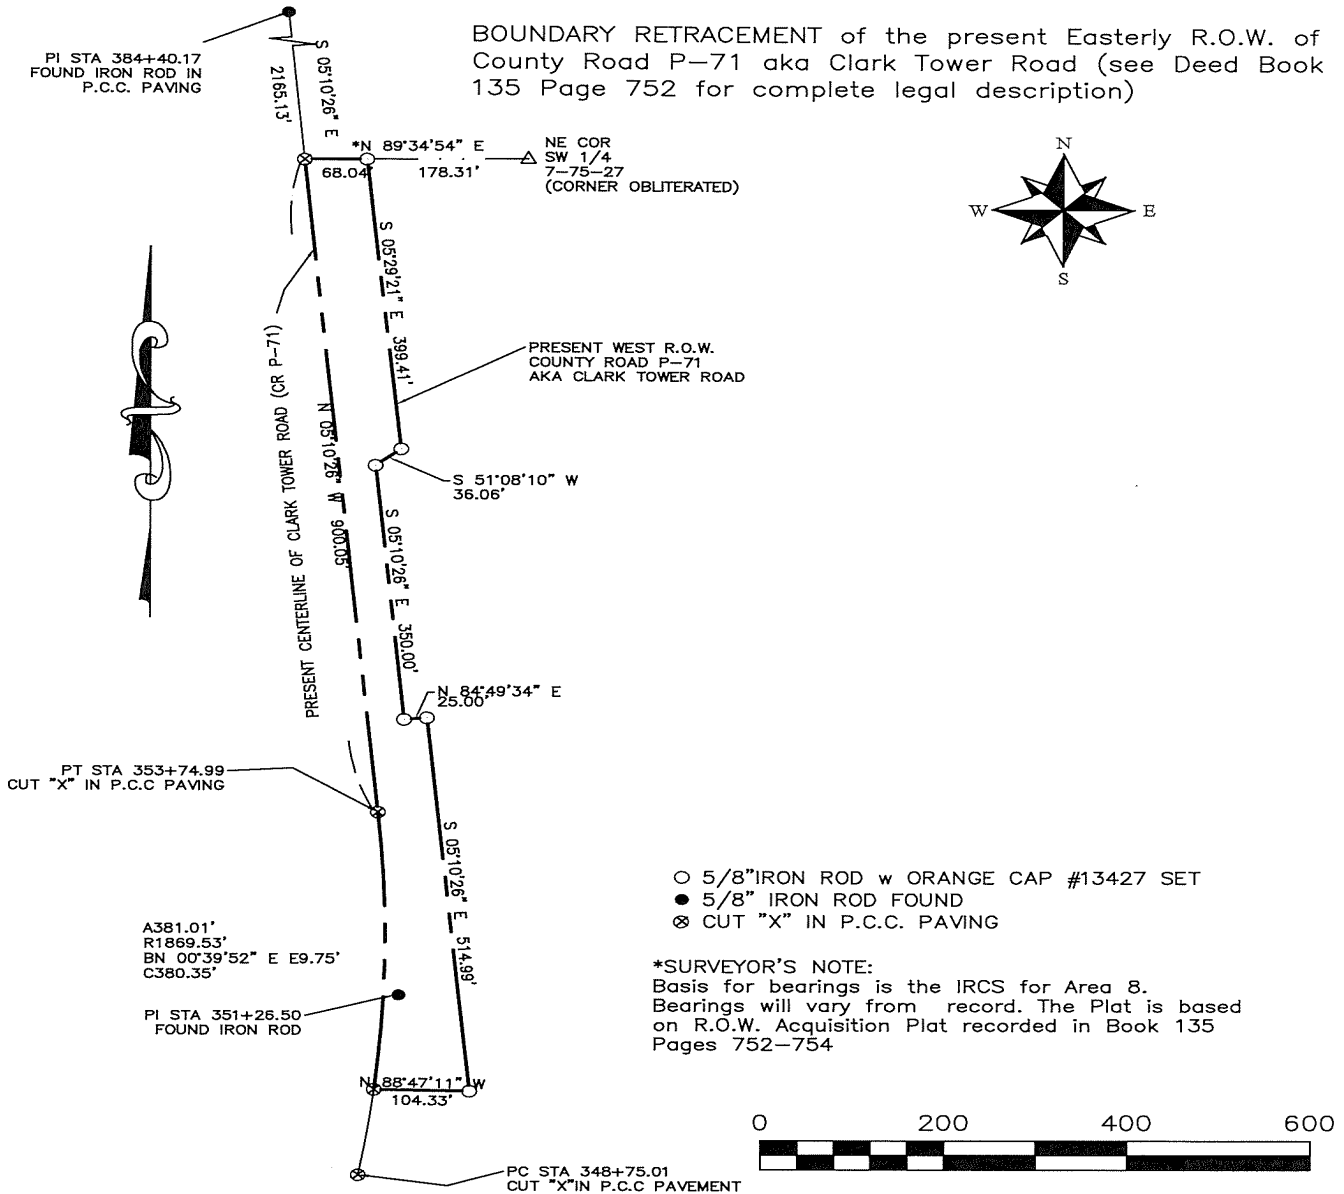 BOUNDARY RETRACEMENT of the present Easterly R.O.W. of
County Road P-71 aka Clark Tower Road (see Deed Book
135 Page 752 for complete legal description)
PI STA 384+40.17
FOUND IRON ROD IN
P.C.C. PAVING
S 05°10'26" E
2165.13'
*N 89°34'54" E
68.04'
178.31'
NE COR
SW 1/4
7-75-27
(CORNER OBLITERATED)
N
W
E
S
S 05°29'21" E 399.41'
PRESENT WEST R.O.W.
COUNTY ROAD P-71
AKA CLARK TOWER ROAD
PRESENT CENTERLINE OF CLARK TOWER ROAD (CR P-71)
N 05°10'26" W 900.05'
S 51°08'10" W
36.06'
S 05°10'26" E 350.00'
N 84°49'34" E
25.00'
PT STA 353+74.99
CUT "X" IN P.C.C PAVING
S 05°10'26" E 514.99'
A381.01'
R1869.53'
BN 00°39'52" E E9.75'
C380.35'
PI STA 351+26.50
FOUND IRON ROD
N 88°47'11" W
104.33'
PC STA 348+75.01
CUT "X"IN P.C.C PAVEMENT
5/8"IRON ROD w ORANGE CAP #13427 SET
5/8" IRON ROD FOUND
CUT "X" IN P.C.C. PAVING
*SURVEYOR'S NOTE:
Basis for bearings is the IRCS for Area 8.
Bearings will vary from record. The Plat is based
on R.O.W. Acquisition Plat recorded in Book 135
Pages 752-754
0 200 400 600